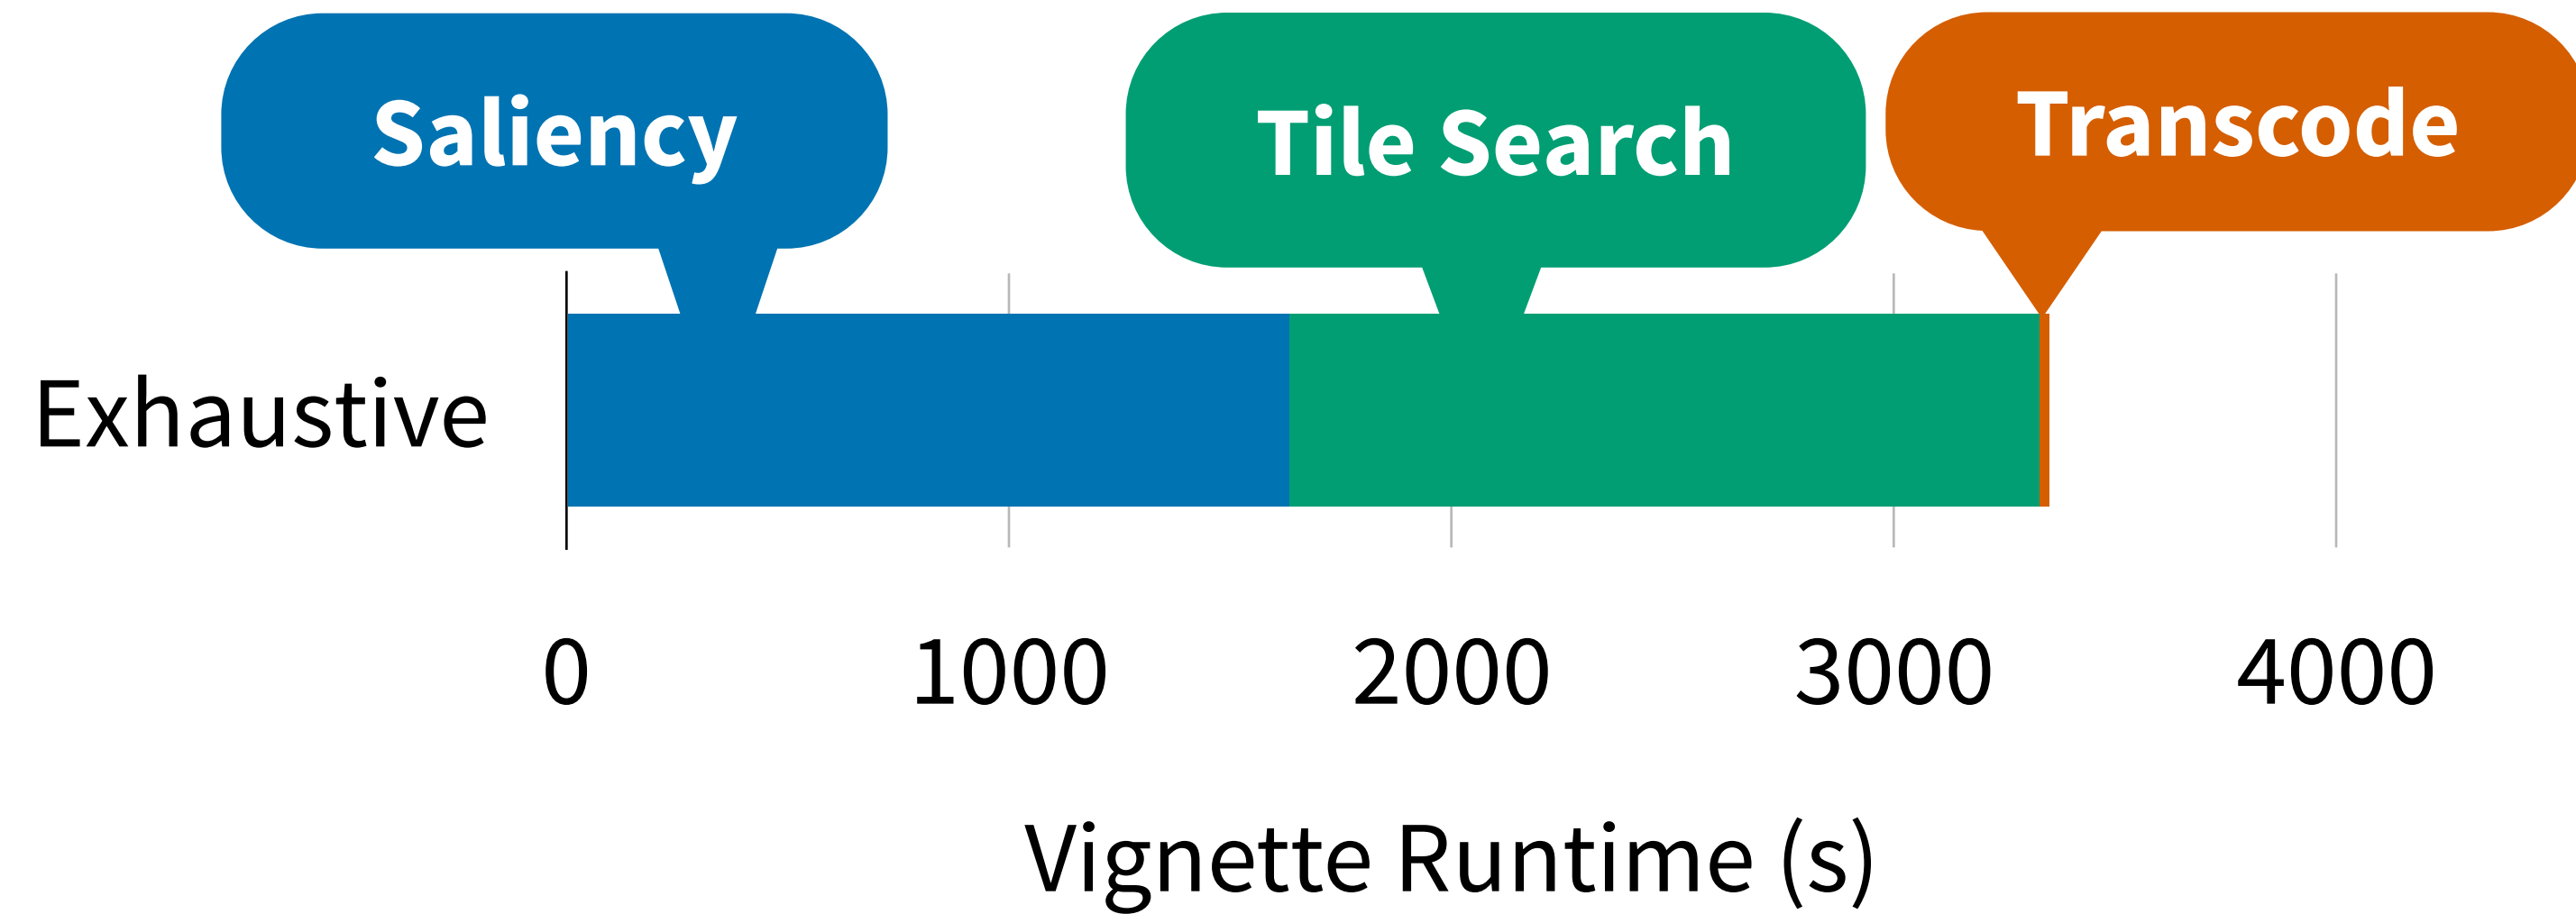 Saliency
Tile Search
Transcode
Exhaustive
0 1000 2000 3000 4000
Vignette Runtime (s)